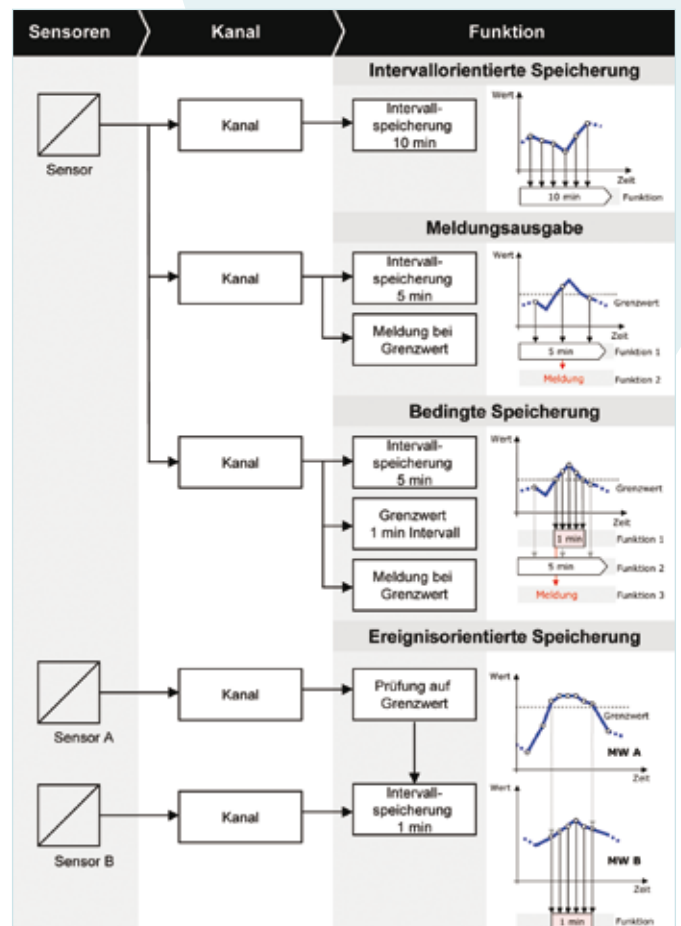 Sensoren Kanal Funktion
Intervallorientierte Speicherung
Sensor
Kanal
Intervall-
speicherung
10 min
Wert
Zeit
10 min Funktion
Meldungsausgabe
Kanal
Intervall-
speicherung
5 min
Meldung bei
Grenzwert
Wert
Grenzwert
Zeit
5 min Funktion 1
Meldung Funktion 2
Bedingte Speicherung
Kanal
Intervall-
speicherung
5 min
Grenzwert
1 min Intervall
Meldung bei
Grenzwert
Wert
Grenzwert
Zeit
1 min Funktion 1
5 min Funktion 2
Meldung Funktion 3
Ereignisorientierte Speicherung
Sensor A
Kanal
Prüfung auf
Grenzwert
Wert
Grenzwert
MW A
Zeit
Sensor B
Kanal
Intervall-
speicherung
1 min
Wert
MW B
Zeit
1 min Funktion